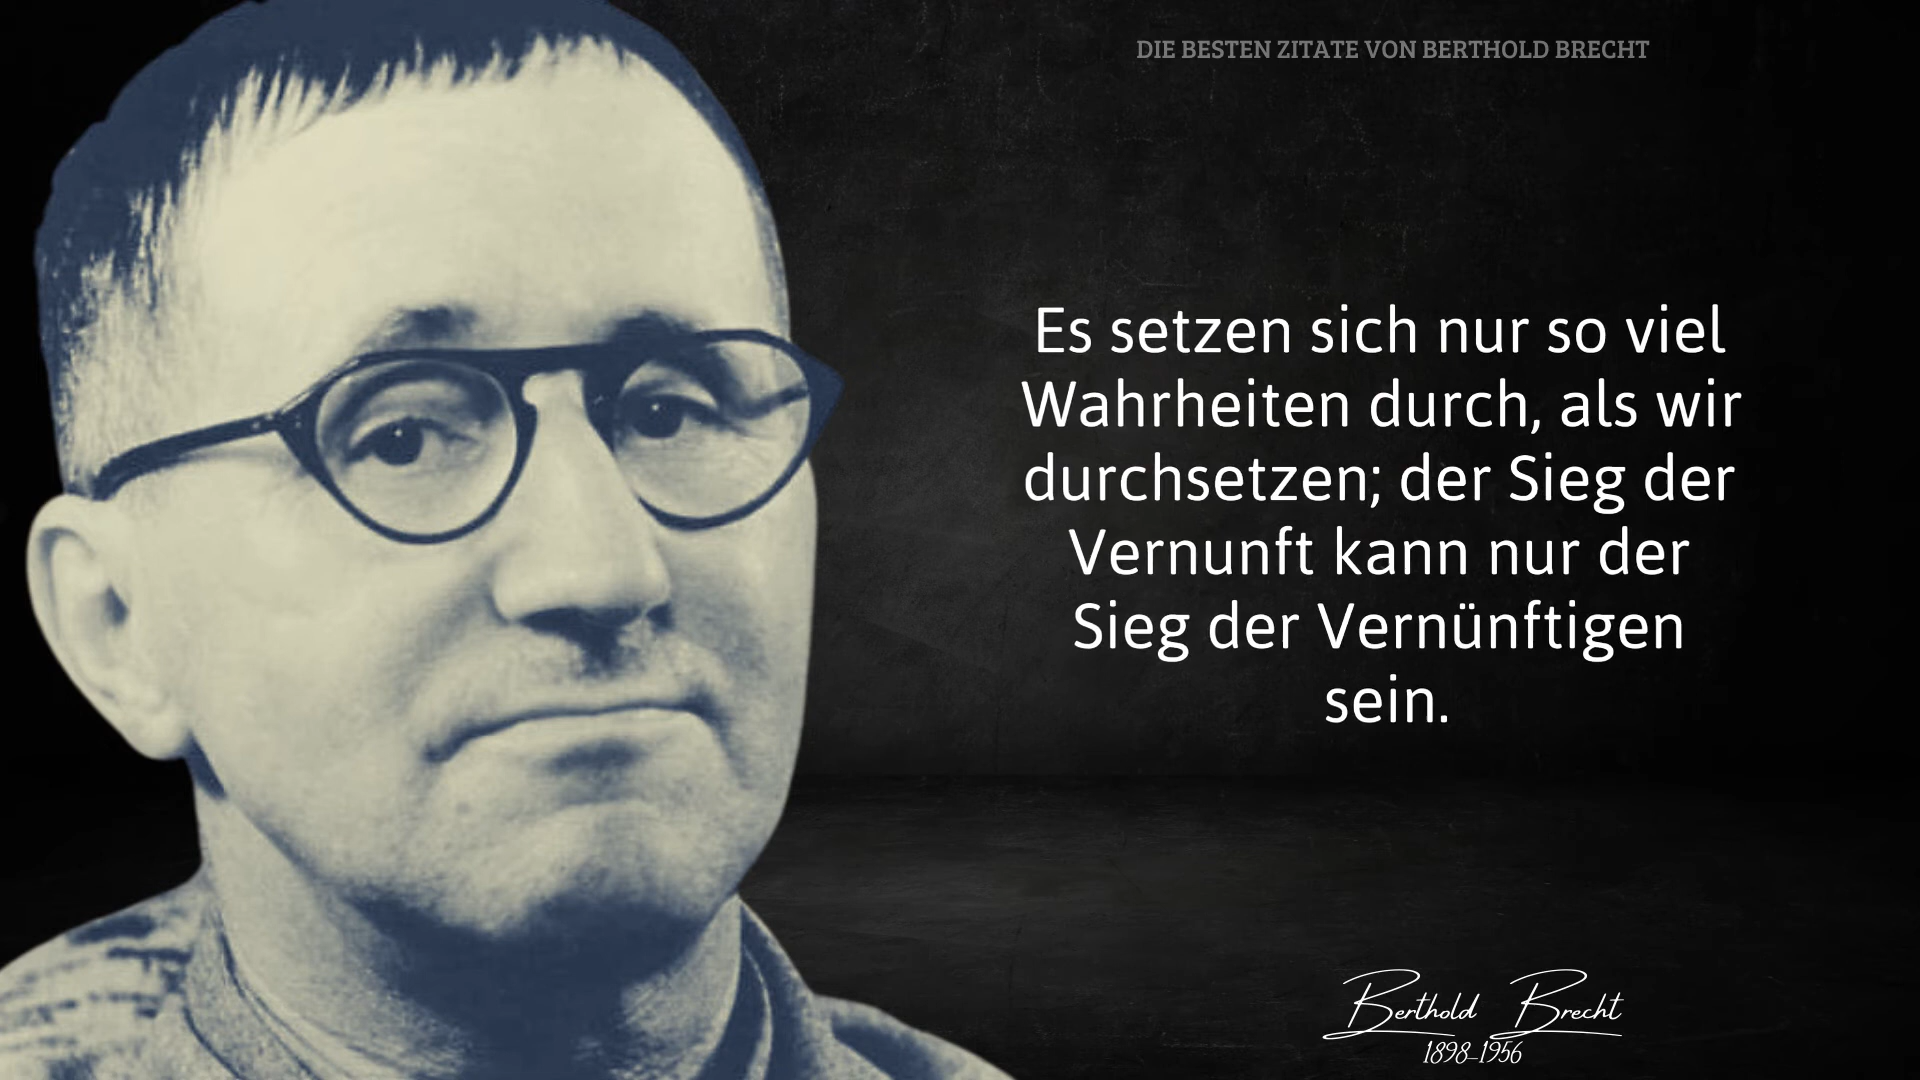 DIE BESTEN ZITATE VON BERTHOLD BRECHT
Es setzen sich nur so viel
Wahrheiten durch, als wir
durchsetzen; der Sieg der
Vernunft kann nur der
Sieg der Vernünftigen
sein.
Berthold Brecht
1898-1956